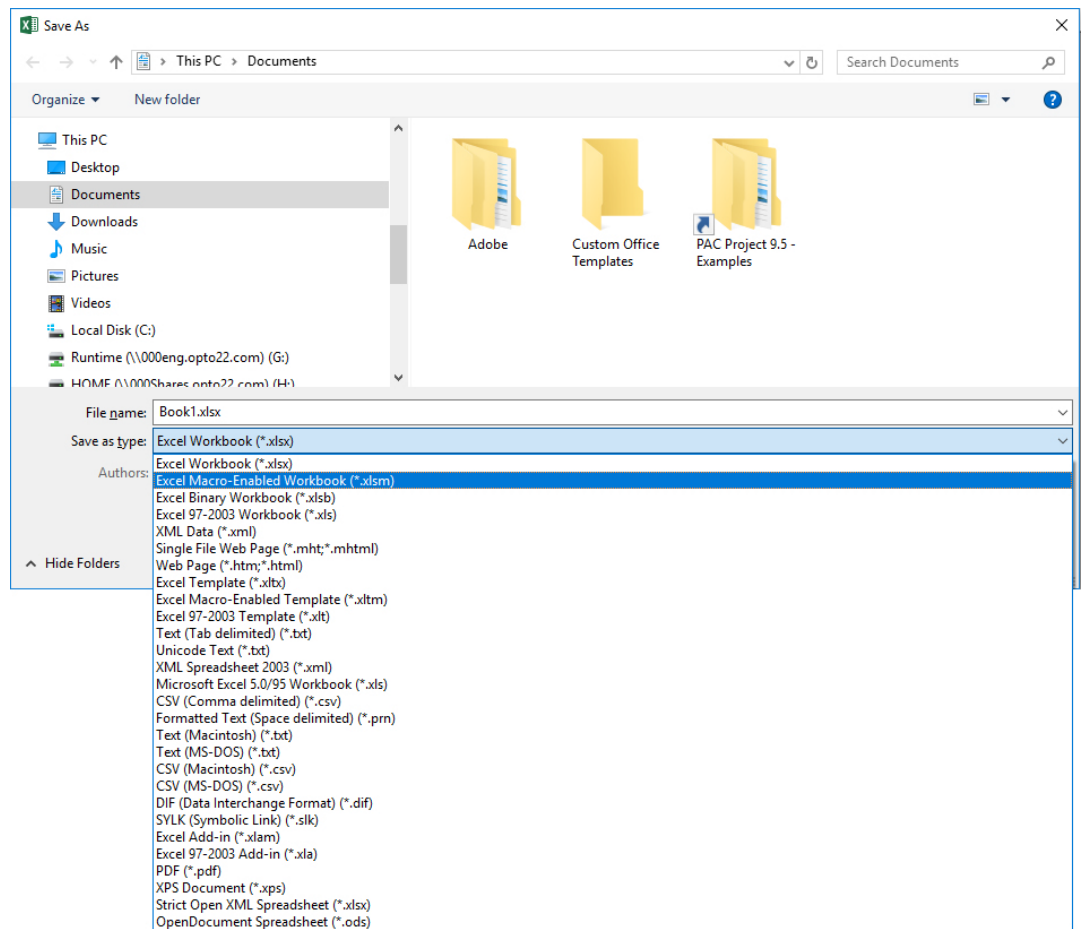 Save As
This PC > Documents
Search Documents
Organize
New folder
This PC
Desktop
Documents
Downloads
Music
Pictures
Videos
Local Disk (C:)
Runtime (\\000eng.opto22.com) (G:)
HOME (\\000Shares.opto22.com) (H:)
Adobe
Custom Office
Templates
PAC Project 9.5 -
Examples
File name: Book1.xlsx
Save as type: Excel Workbook (*.xlsx)
Authors:
Excel Workbook (*.xlsx)
Excel Macro-Enabled Workbook (*.xlsm)
Excel Binary Workbook (*.xlsb)
Excel 97-2003 Workbook (*.xls)
XML Data (*.xml)
Single File Web Page (*.mht;*.mhtml)
Web Page (*.htm;*.html)
Excel Template (*.xltx)
Excel Macro-Enabled Template (*.xltm)
Excel 97-2003 Template (*.xlt)
Text (Tab delimited) (*.txt)
Unicode Text (*.txt)
XML Spreadsheet 2003 (*.xml)
Microsoft Excel 5.0/95 Workbook (*.xls)
CSV (Comma delimited) (*.csv)
Formatted Text (Space delimited) (*.prn)
Text (Macintosh) (*.txt)
Text (MS-DOS) (*.txt)
CSV (Macintosh) (*.csv)
CSV (MS-DOS) (*.csv)
DIF (Data Interchange Format) (*.dif)
SYLK (Symbolic Link) (*.slk)
Excel Add-in (*.xlam)
Excel 97-2003 Add-in (*.xla)
PDF (*.pdf)
XPS Document (*.xps)
Strict Open XML Spreadsheet (*.xlsx)
OpenDocument Spreadsheet (*.ods)
Hide Folders